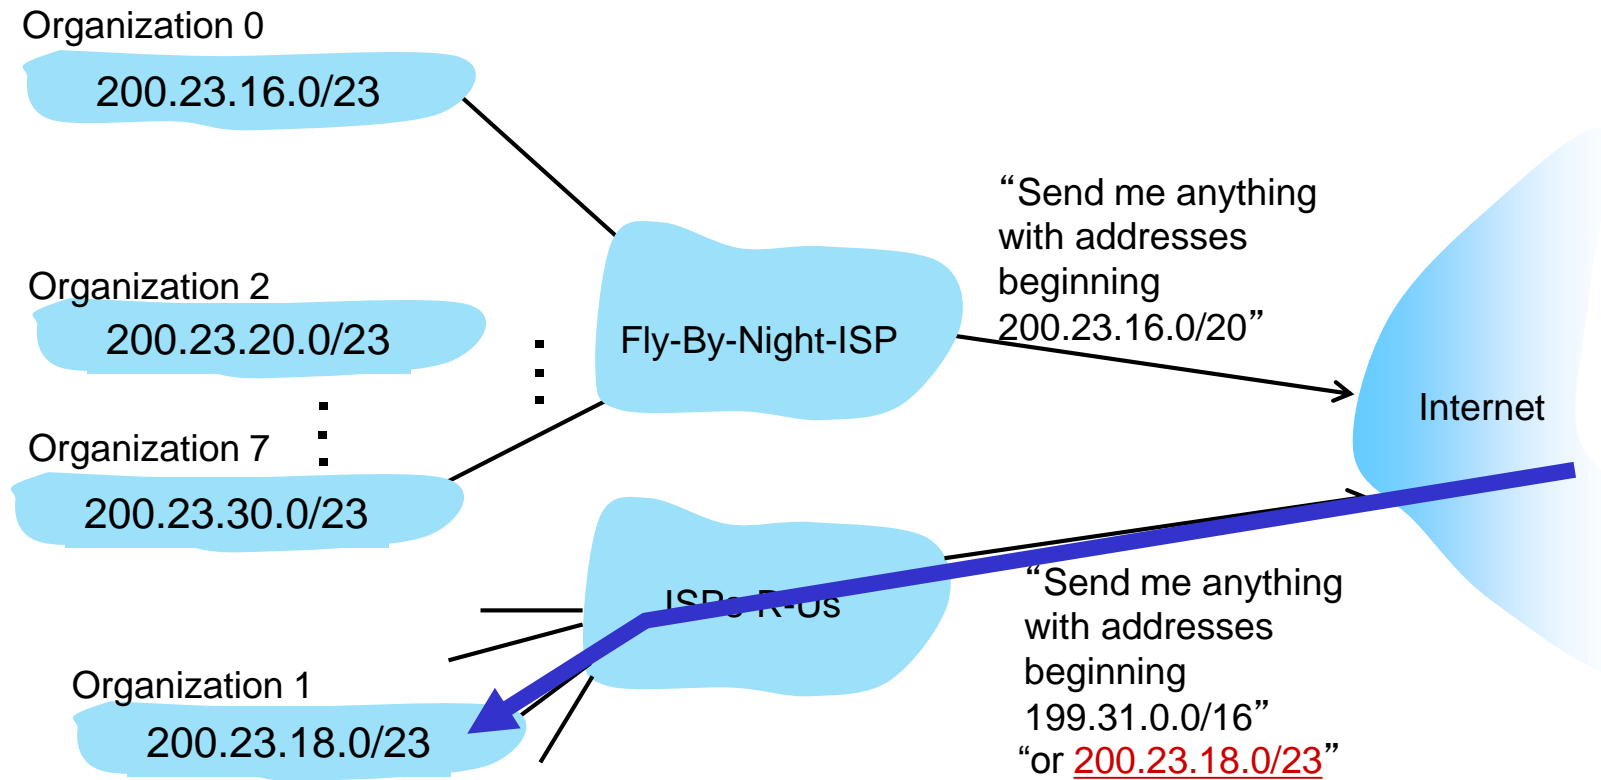 Organization 0
200.23.16.0/23
Organization 2
200.23.20.0/23
Organization 7
200.23.30.0/23
Fly-By-Night-ISP
“Send me anything
with addresses
beginning
200.23.16.0/20”
Internet
ISPs-R-Us
“Send me anything
with addresses
beginning
199.31.0.0/16”
“or 200.23.18.0/23”
Organization 1
200.23.18.0/23